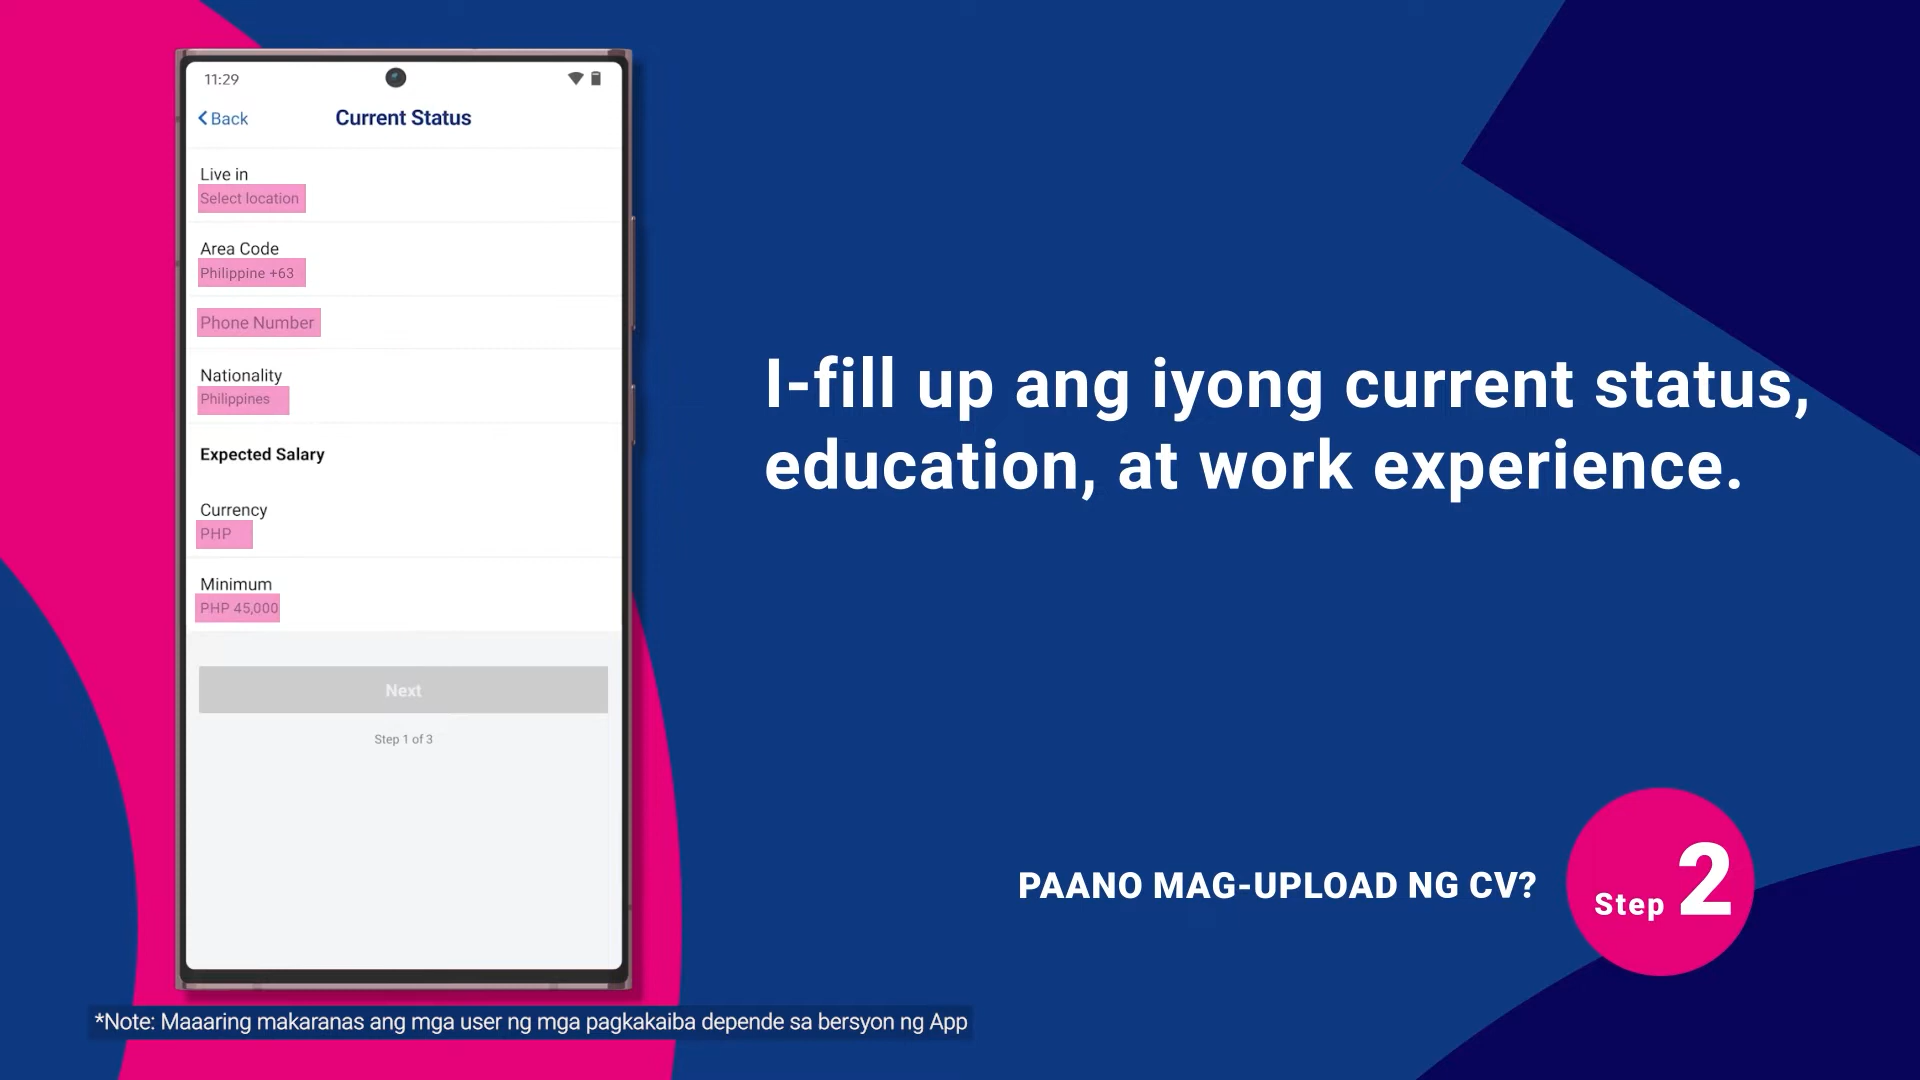 11:29
Back
Current Status
Live in
Select location
Area Code
Philippine +63
Phone Number
Nationality
Philippines
Expected Salary
Currency
PHP
Minimum
PHP 45,000
Next
Step 1 of 3
I-fill up ang iyong current status,
education, at work experience.
PAANO MAG-UPLOAD NG CV?
Step 2
*Note: Maaaring makaranas ang mga user ng mga pagkakaiba depende sa bersyon ng App